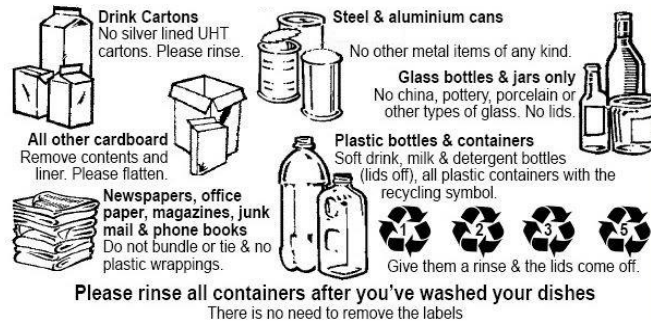 Drink Cartons
No silver lined UHT
cartons. Please rinse.
Steel & aluminium cans
No other metal items of any kind.
Glass bottles & jars only
No china, pottery, porcelain or
other types of glass. No lids.
All other cardboard
Remove contents and
liner. Please flatten.
Plastic bottles & containers
Soft drink, milk & detergent bottles
(lids off), all plastic containers with the
recycling symbol.
1 2 3 5
Give them a rinse & the lids come off.
Newspapers, office
paper, magazines, junk
mail & phone books
Do not bundle or tie & no
plastic wrappings.
Please rinse all containers after you've washed your dishes
There is no need to remove the labels